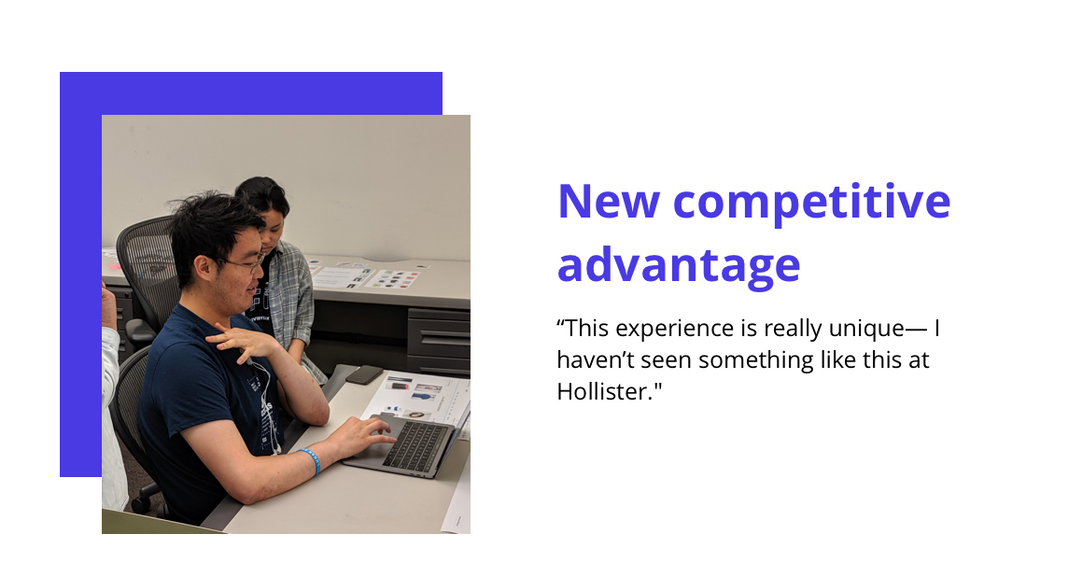 New competitive
advantage
“This experience is really unique— I
haven’t seen something like this at
Hollister."